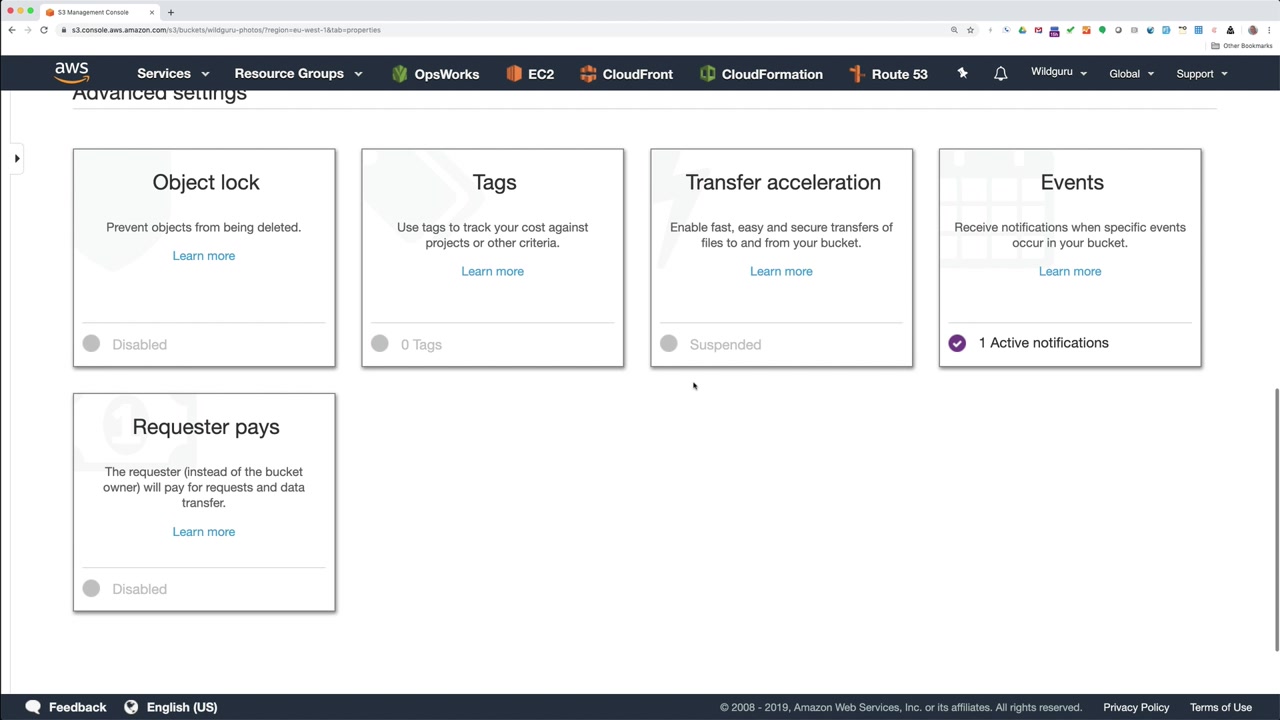 S3 Management Console
s3.console.aws.amazon.com/s3/buckets/wildguru-photos/?region=eu-west-1&tab=properties
Other Bookmarks
aws
Services
Resource Groups
OpsWorks
EC2
CloudFront
CloudFormation
Route 53
Wildguru
Global
Support
Advanced settings
Object lock
Prevent objects from being deleted.
Learn more
Disabled
Tags
Use tags to track your cost against
projects or other criteria.
Learn more
0 Tags
Transfer acceleration
Enable fast, easy and secure transfers of
files to and from your bucket.
Learn more
Suspended
Events
Receive notifications when specific events
occur in your bucket.
Learn more
1 Active notifications
Requester pays
The requester (instead of the bucket
owner) will pay for requests and data
transfer.
Learn more
Disabled
Feedback
English (US)
© 2008 - 2019, Amazon Web Services, Inc. or its affiliates. All rights reserved.
Privacy Policy
Terms of Use